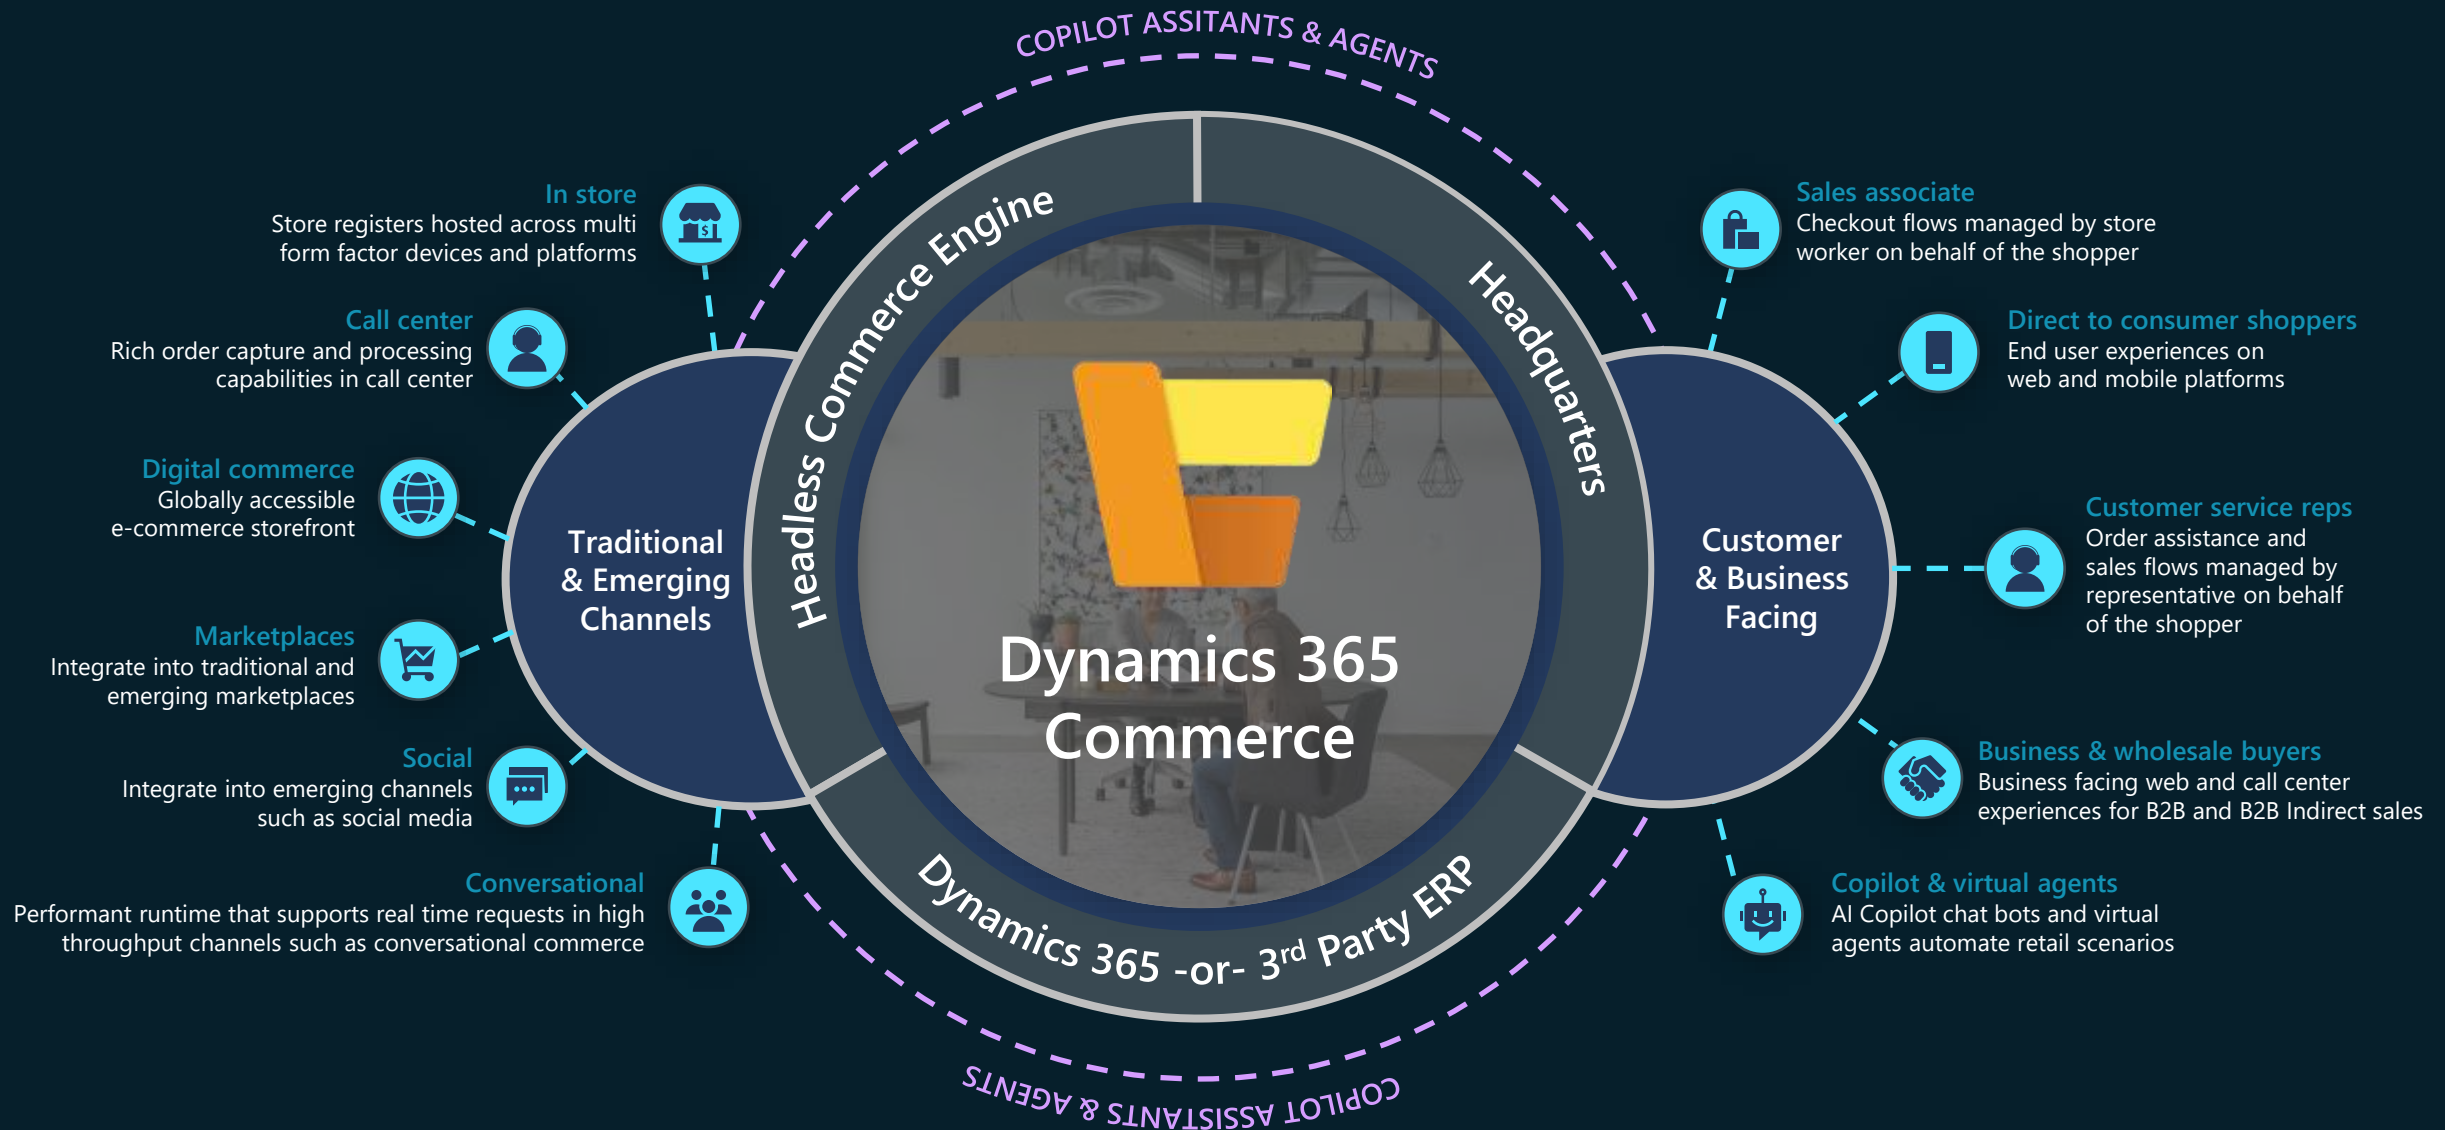 COPILOT ASSITANTS & AGENTS
In store
Store registers hosted across multi
form factor devices and platforms
Call center
Rich order capture and processing
capabilities in call center
Digital commerce
Globally accessible
e-commerce storefront
Marketplaces
Integrate into traditional and
emerging marketplaces
Social
Integrate into emerging channels
such as social media
Conversational
Performant runtime that supports real time requests in high
throughput channels such as conversational commerce
Traditional
& Emerging
Channels
Headless Commerce Engine
Headquarters
Dynamics 365 -or- 3rd Party ERP
Dynamics 365
Commerce
Customer
& Business
Facing
Sales associate
Checkout flows managed by store
worker on behalf of the shopper
Direct to consumer shoppers
End user experiences on
web and mobile platforms
Customer service reps
Order assistance and
sales flows managed by
representative on behalf
of the shopper
Business & wholesale buyers
Business facing web and call center
experiences for B2B and B2B Indirect sales
Copilot & virtual agents
AI Copilot chat bots and virtual
agents automate retail scenarios
COPILOT ASSISTANTS & AGENTS